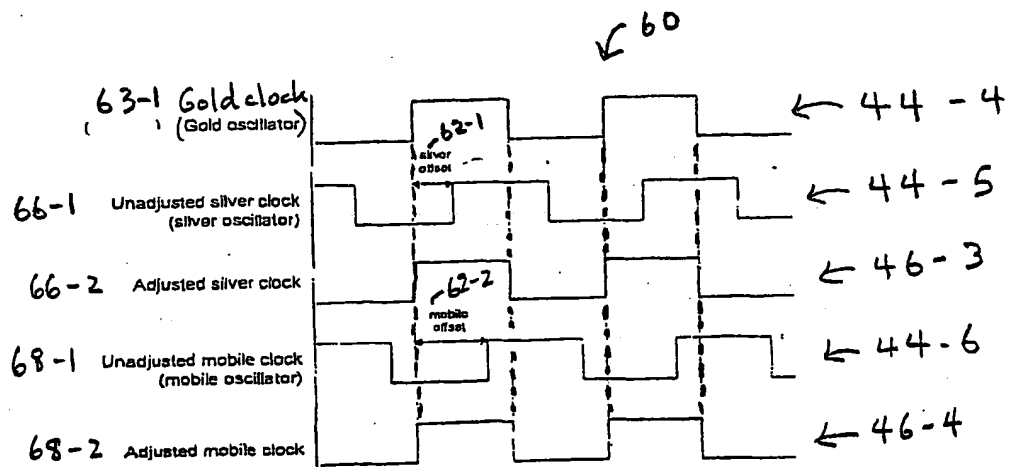 60
63-1 Gold clock
(Gold oscillator)
44-4
62-1
silver
offset
66-1 Unadjusted silver clock
(silver oscillator)
44-5
66-2 Adjusted silver clock
46-3
62-2
mobile
offset
68-1 Unadjusted mobile clock
(mobile oscillator)
44-6
68-2 Adjusted mobile clock
46-4